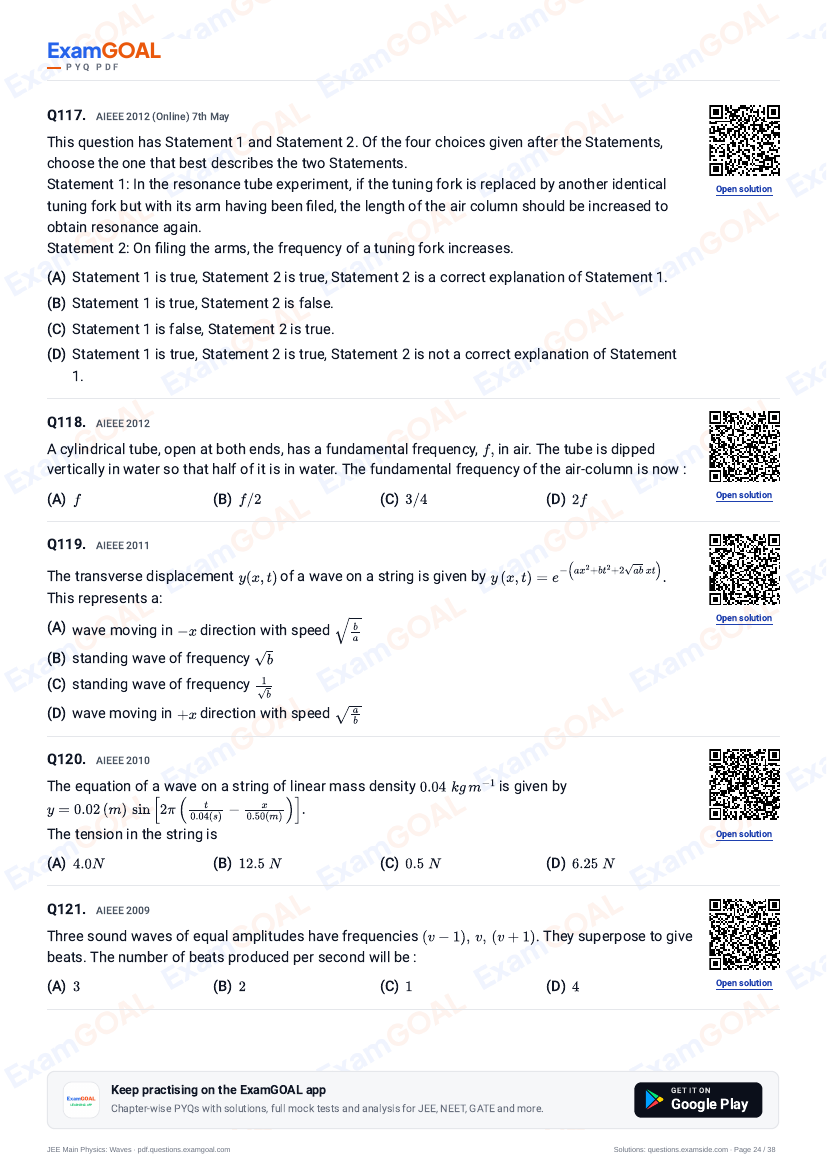 ExamGOAL
PYQ PDF
Q117. AIEEE 2012 (Online) 7th May
This question has Statement 1 and Statement 2. Of the four choices given after the Statements,
choose the one that best describes the two Statements.
Statement 1: In the resonance tube experiment, if the tuning fork is replaced by another identical
tuning fork but with its arm having been filed, the length of the air column should be increased to
obtain resonance again.
Statement 2: On filing the arms, the frequency of a tuning fork increases.
(A) Statement 1 is true, Statement 2 is true, Statement 2 is a correct explanation of Statement 1.
(B) Statement 1 is true, Statement 2 is false.
(C) Statement 1 is false, Statement 2 is true.
(D) Statement 1 is true, Statement 2 is true, Statement 2 is not a correct explanation of Statement
1.
Open solution
Q118. AIEEE 2012
A cylindrical tube, open at both ends, has a fundamental frequency, f, in air. The tube is dipped
vertically in water so that half of it is in water. The fundamental frequency of the air-column is now :
(A) f (B) f/2 (C) 3/4 (D) 2f
Open solution
Q119. AIEEE 2011
The transverse displacement y(x, t) of a wave on a string is given by y (x, t) = e^{-(ax^2+bt^2+2√ab xt)}.
This represents a:
(A) wave moving in −x direction with speed √(b/a)
(B) standing wave of frequency √b
(C) standing wave of frequency 1/√b
(D) wave moving in +x direction with speed √(a/b)
Open solution
Q120. AIEEE 2010
The equation of a wave on a string of linear mass density 0.04 kg m⁻¹ is given by
y = 0.02 (m) sin [2π (t/0.04(s) − x/0.50(m))].
The tension in the string is
(A) 4.0N (B) 12.5 N (C) 0.5 N (D) 6.25 N
Open solution
Q121. AIEEE 2009
Three sound waves of equal amplitudes have frequencies (v − 1), v, (v + 1). They superpose to give
beats. The number of beats produced per second will be :
(A) 3 (B) 2 (C) 1 (D) 4
Open solution
Keep practising on the ExamGOAL app
Chapter-wise PYQs with solutions, full mock tests and analysis for JEE, NEET, GATE and more.
GET IT ON
Google Play
JEE Main Physics: Waves · pdf.questions.examgoal.com
Solutions: questions.examside.com · Page 24 / 38